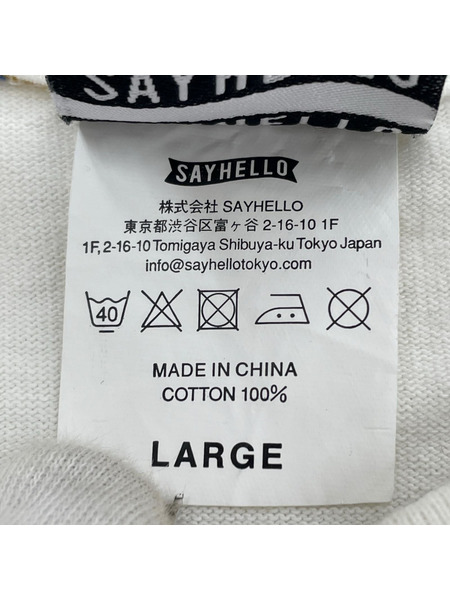 SAYHELLO
SAYHELLO
株式会社 SAYHELLO
東京都渋谷区富ヶ谷 2-16-10 1F
1F, 2-16-10 Tomigaya Shibuya-ku Tokyo Japan
info@sayhellotokyo.com
40
MADE IN CHINA
COTTON 100%
LARGE